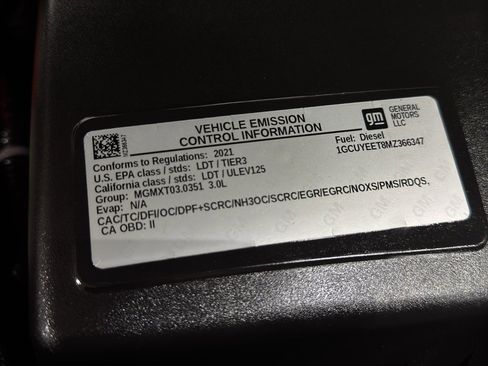 VEHICLE EMISSION
CONTROL INFORMATION
gm
GENERAL
MOTORS
LLC
Conforms to Regulations: 2021
U.S. EPA class / stds: LDT / TIER3
California class / stds: LDT / ULEV125
Group: MGMXT03.0351 3.0L
Evap: N/A
Fuel: Diesel
1GCUYEET8MZ366347
CAC/TC/DFI/OC/DPF+SCRC/NH3OC/SCRC/EGR/EGRC/NOXS/PMS/RDQS,
CA OBD: II